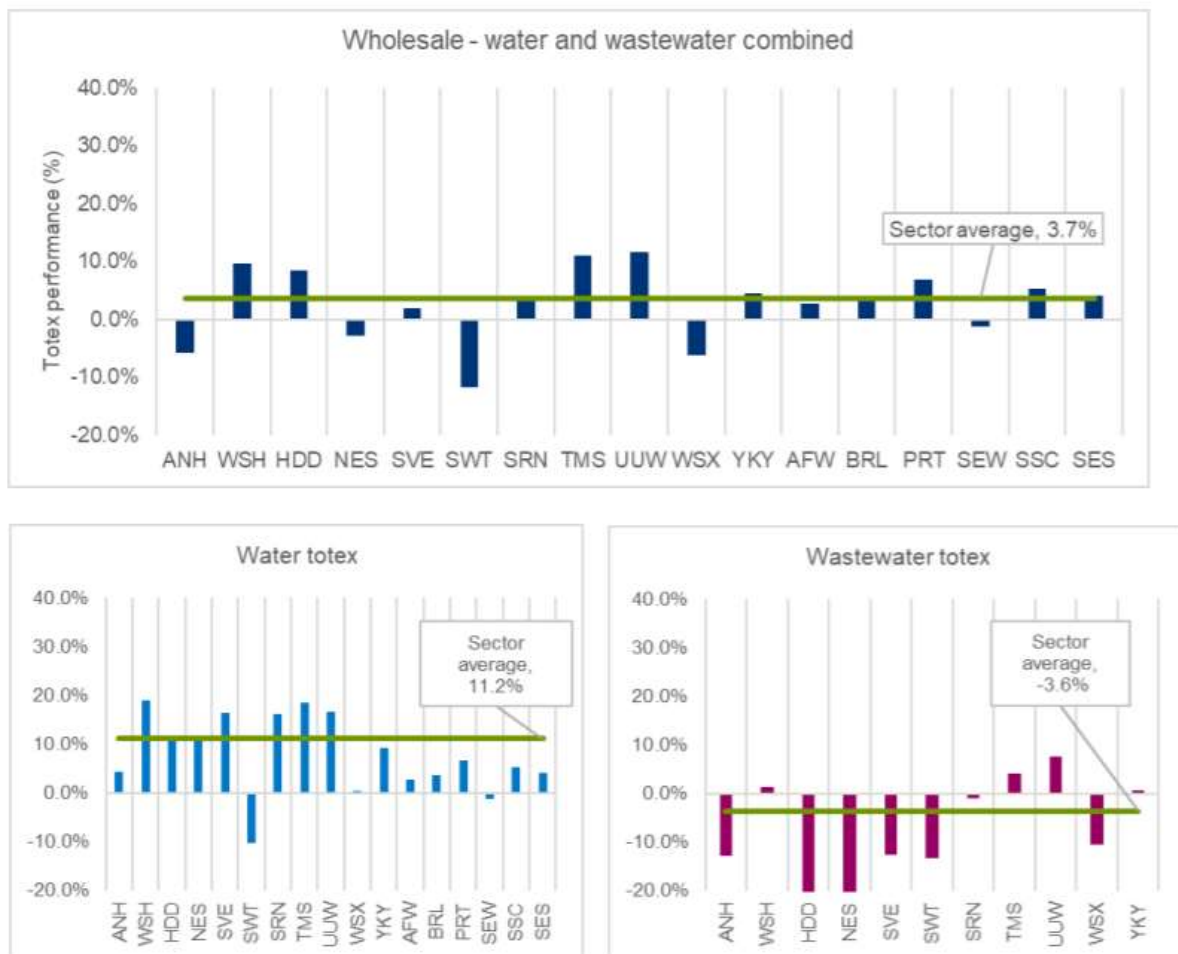 Wholesale - water and wastewater combined
Totex performance (%)
40.0%
30.0%
20.0%
10.0%
0.0%
-10.0%
-20.0%
Sector average, 3.7%
ANH WSH HDD NES SVE SWT SRN TMS UUW WSX YKY AFW BRL PRT SEW SSC SES
Water totex
40.0%
30.0%
20.0%
10.0%
0.0%
-10.0%
-20.0%
Sector
average,
11.2%
ANH
WSH
HDD
NES
SVE
SWT
SRN
TMS
UUW
WSX
YKY
AFW
BRL
PRT
SEW
SSC
SES
Wastewater totex
40.0%
30.0%
20.0%
10.0%
0.0%
-10.0%
-20.0%
Sector
average,
-3.6%
ANH
WSH
HDD
NES
SVE
SWT
SRN
TMS
UUW
WSX
YKY